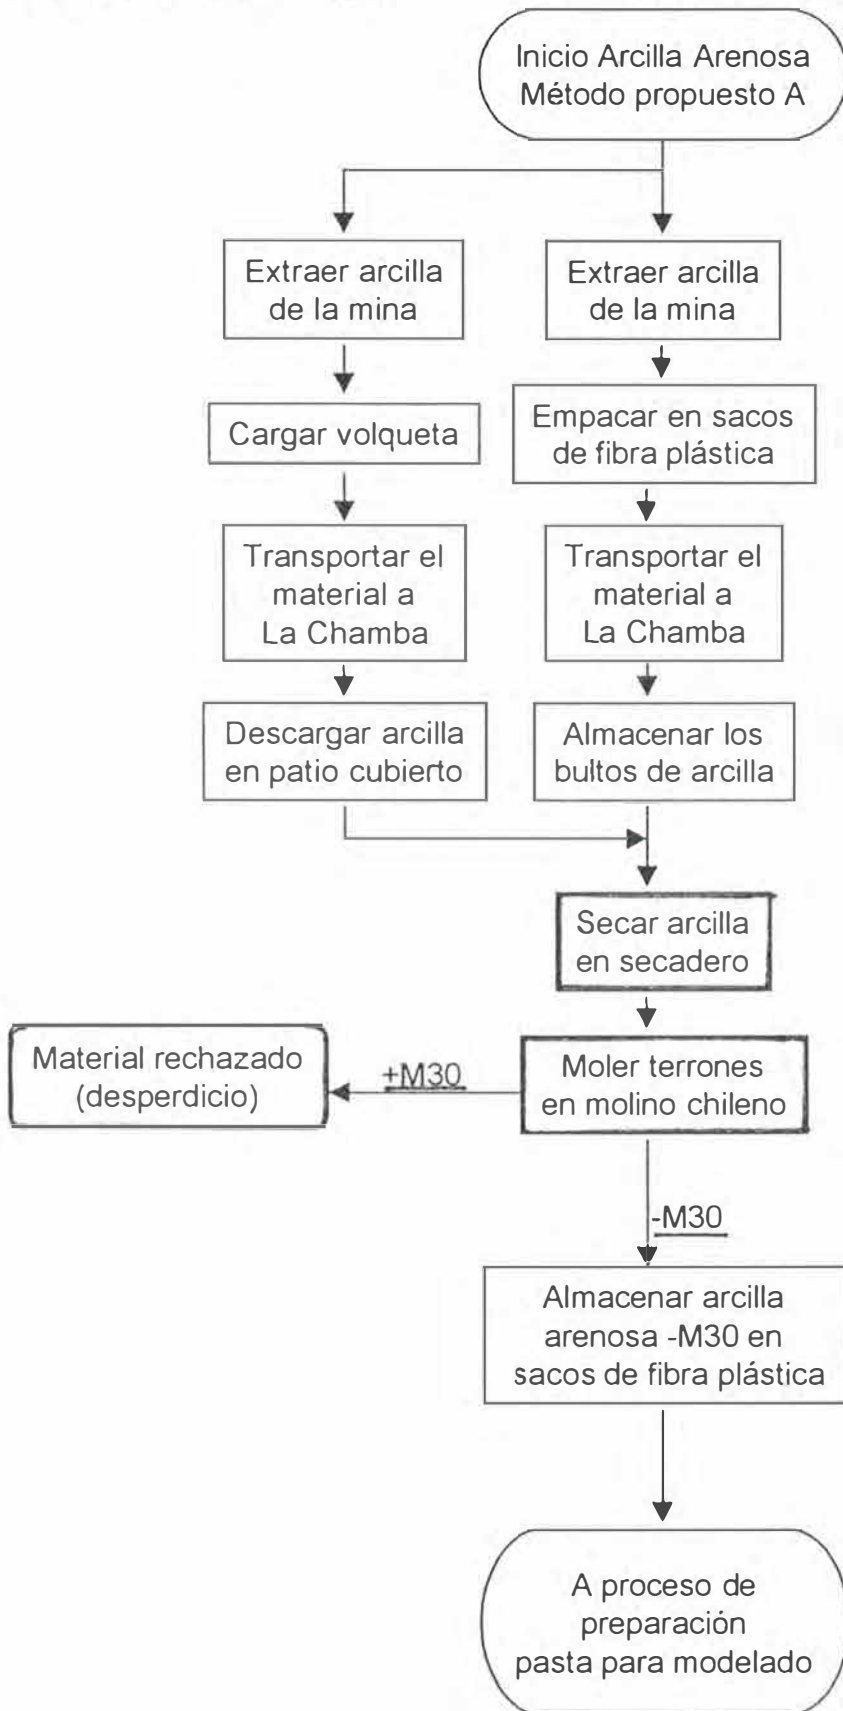 Inicio Arcilla Arenosa
Método propuesto A
Extraer arcilla
de la mina
Extraer arcilla
de la mina
Cargar volqueta
Empacar en sacos
de fibra plástica
Transportar el
material a
La Chamba
Transportar el
material a
La Chamba
Descargar arcilla
en patio cubierto
Almacenar los
bultos de arcilla
Secar arcilla
en secadero
Material rechazado
(desperdicio)
+M30
Moler terrones
en molino chileno
-M30
Almacenar arcilla
arenosa -M30 en
sacos de fibra plástica
A proceso de
preparación
pasta para modelado